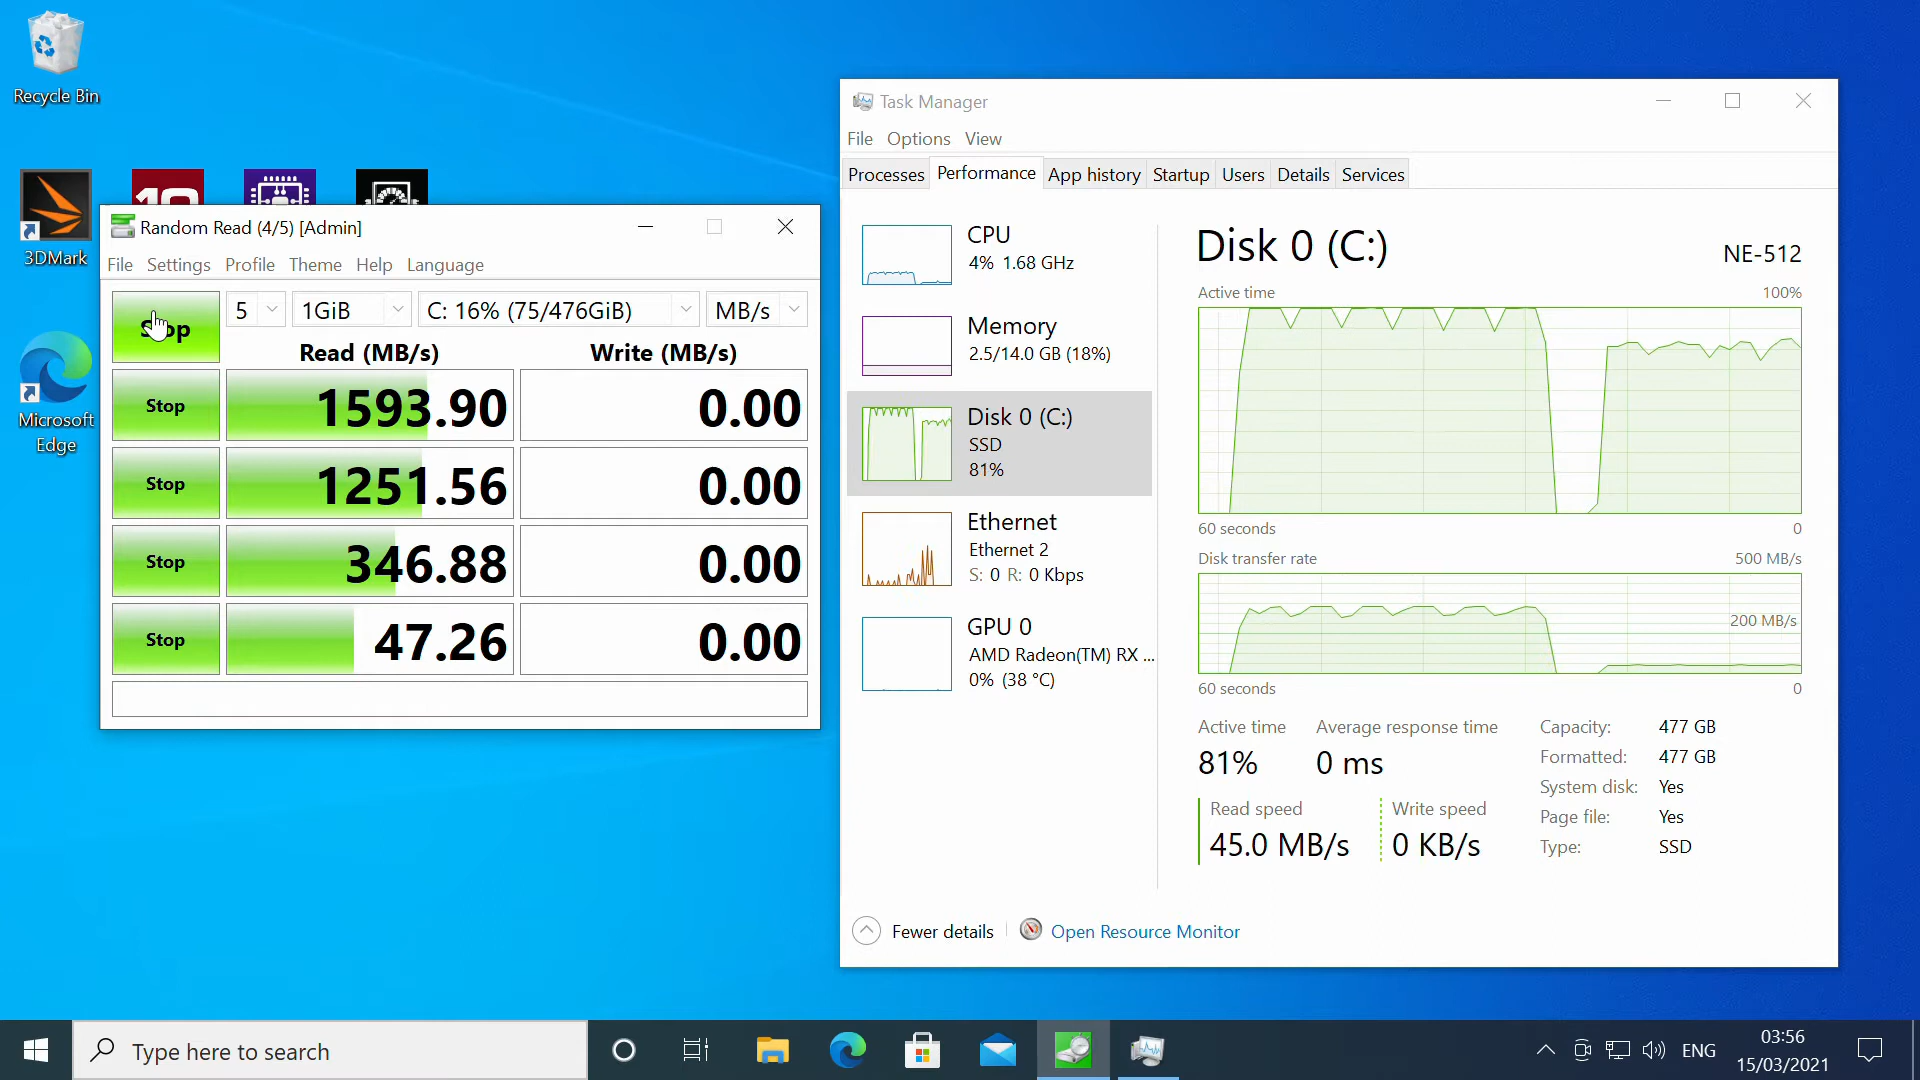 Recycle Bin
3DMark
Microsoft
Edge
10
Random Read (4/5) [Admin]
File Settings Profile Theme Help Language
5 1GiB C: 16% (75/476GiB) MB/s
Read (MB/s) Write (MB/s)
Stop 1593.90 0.00
Stop 1251.56 0.00
Stop 346.88 0.00
Stop 47.26 0.00
Task Manager
File Options View
Processes Performance App history Startup Users Details Services
CPU
4% 1.68 GHz
Memory
2.5/14.0 GB (18%)
Disk 0 (C:)
SSD
81%
Ethernet
Ethernet 2
S: 0 R: 0 Kbps
GPU 0
AMD Radeon(TM) RX ...
0% (38 °C)
Disk 0 (C:) NE-512
Active time 100%
60 seconds 0
Disk transfer rate 500 MB/s
200 MB/s
60 seconds 0
Active time Average response time
81% 0 ms
Read speed Write speed
45.0 MB/s 0 KB/s
Capacity: 477 GB
Formatted: 477 GB
System disk: Yes
Page file: Yes
Type: SSD
Fewer details Open Resource Monitor
Type here to search
ENG
03:56
15/03/2021